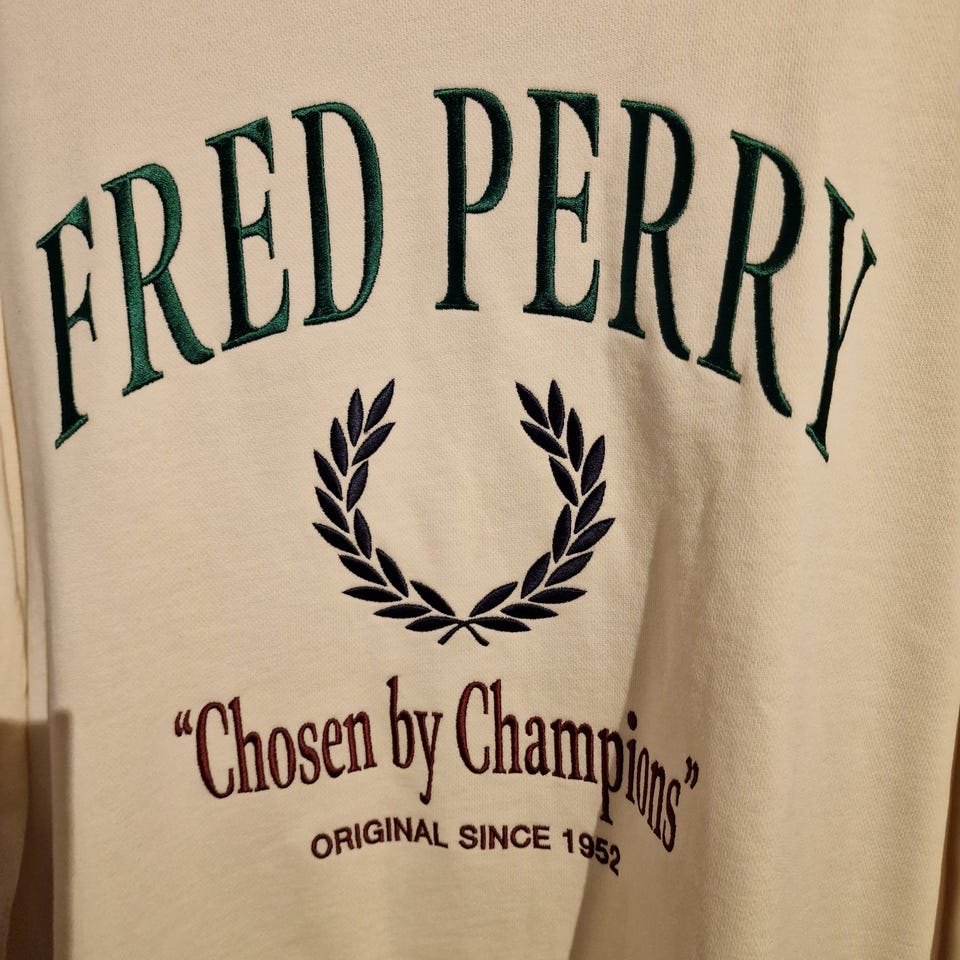 FRED PERRY
“Chosen by Champions”
ORIGINAL SINCE 1952